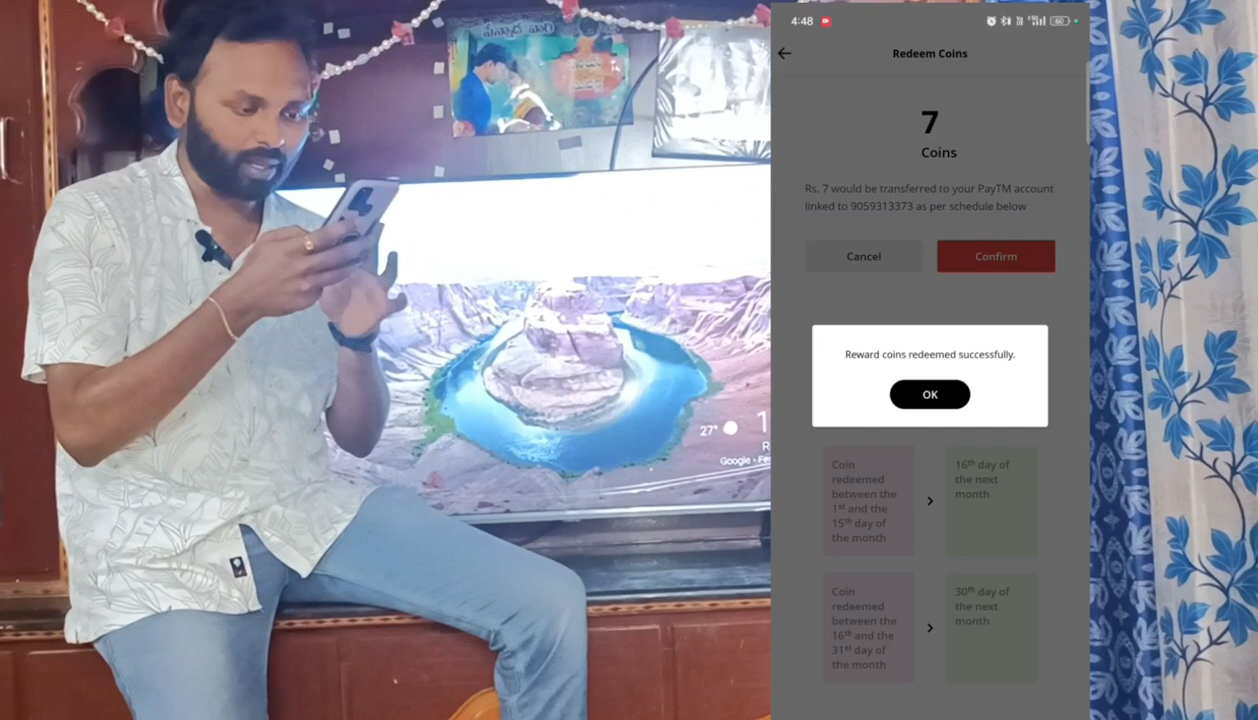 పేన్నాడ వారి
27°
Google
4:48
60
Redeem Coins
7
Coins
Rs. 7 would be transferred to your PayTM account
linked to 9059313373 as per schedule below
Cancel
Confirm
Reward coins redeemed successfully.
OK
Coin
redeemed
between the
1st and the
15th day of
the month
16th day of
the next
month
Coin
redeemed
between the
16th and the
31st day of
the month
30th day of
the next
month